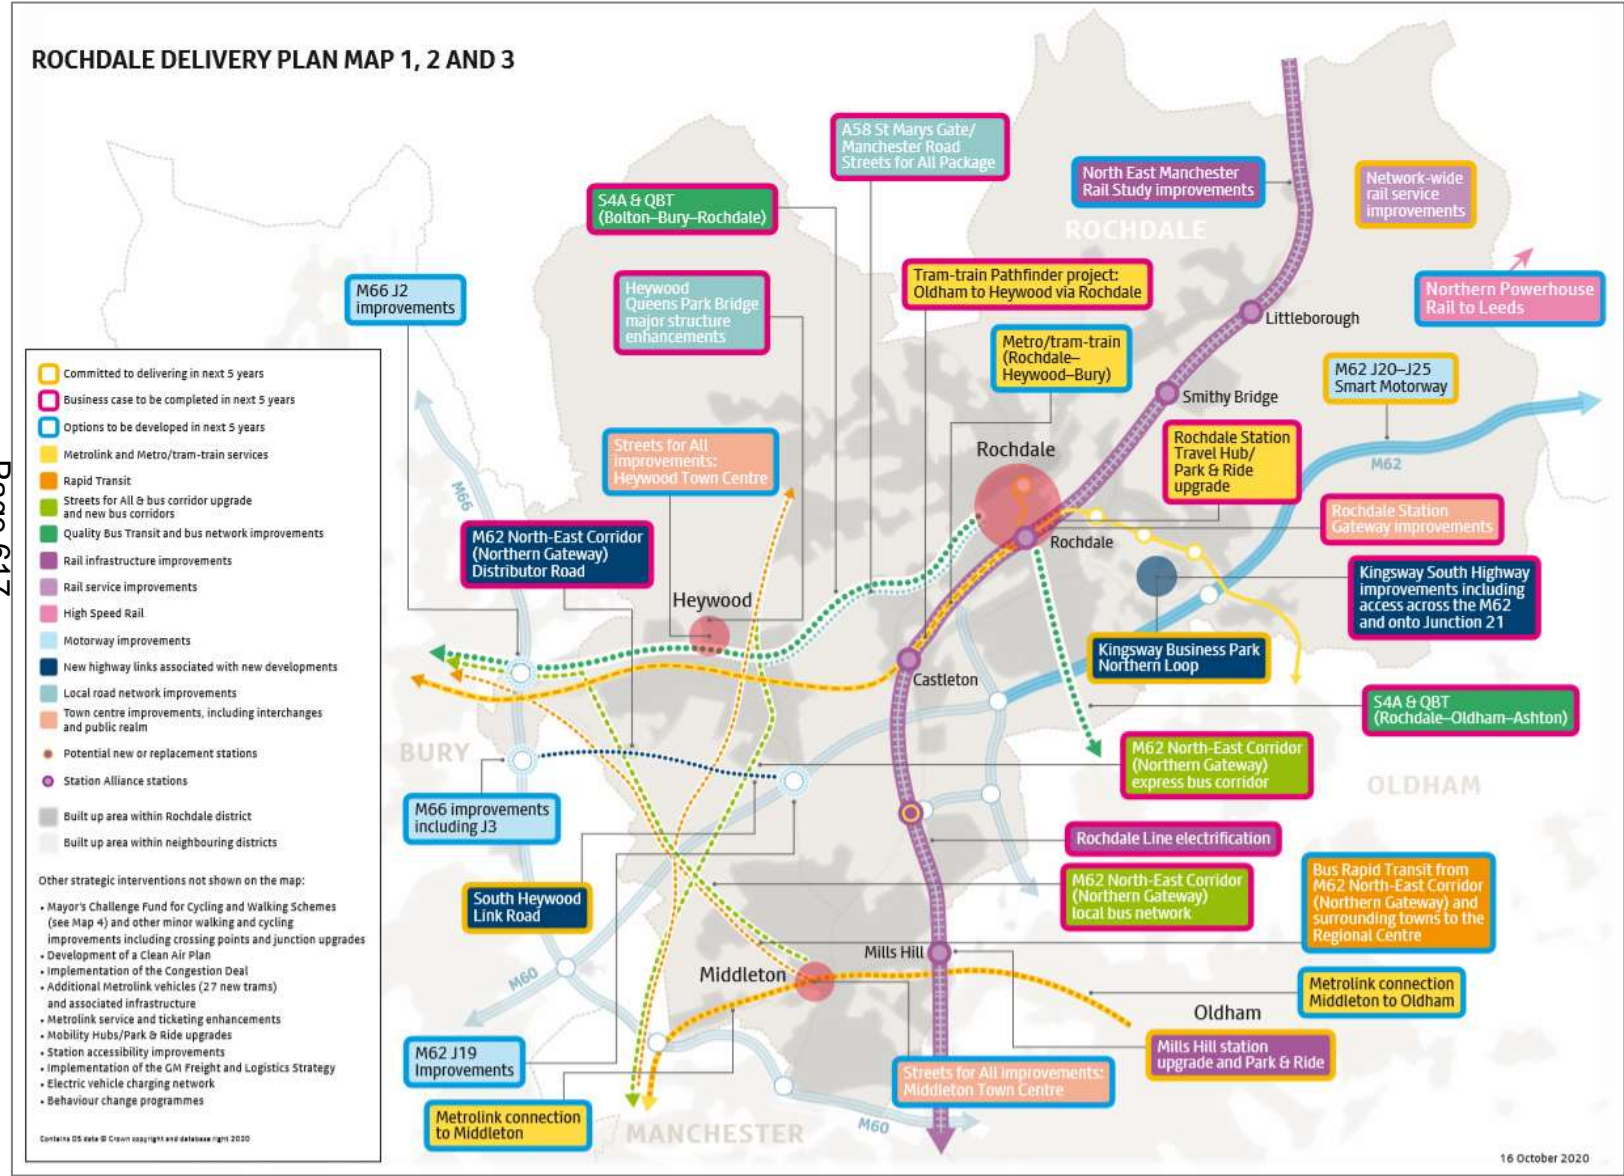 ROCHDALE DELIVERY PLAN MAP 1, 2 AND 3
A58 St Marys Gate/
Manchester Road
Streets for All Package
North East Manchester
Rail Study improvements
Network-wide
rail service
improvements
S4A & QBT
(Bolton–Bury–Rochdale)
ROCHDALE
Tram-train Pathfinder project:
Oldham to Heywood via Rochdale
Northern Powerhouse
Rail to Leeds
M66 J2
improvements
Heywood
Queens Park Bridge
major structure
enhancements
Littleborough
Metro/tram-train
(Rochdale–
Heywood–Bury)
M62 J20–J25
Smart Motorway
Smithy Bridge
Committed to delivering in next 5 years
Business case to be completed in next 5 years
Options to be developed in next 5 years
Metrolink and Metro/tram-train services
Rapid Transit
Streets for All & bus corridor upgrade
and new bus corridors
Quality Bus Transit and bus network improvements
Rail infrastructure improvements
Rail service improvements
High Speed Rail
Motorway improvements
New highway links associated with new developments
Local road network improvements
Town centre improvements, including interchanges
and public realm
Potential new or replacement stations
Station Alliance stations
Built up area within Rochdale district
Built up area within neighbouring districts
Other strategic interventions not shown on the map:
• Mayor's Challenge Fund for Cycling and Walking Schemes
(see Map 4) and other minor walking and cycling
improvements including crossing points and junction upgrades
• Development of a Clean Air Plan
• Implementation of the Congestion Deal
• Additional Metrolink vehicles (27 new trams)
and associated infrastructure
• Metrolink service and ticketing enhancements
• Mobility Hubs/Park & Ride upgrades
• Station accessibility improvements
• Implementation of the GM Freight and Logistics Strategy
• Electric vehicle charging network
• Behaviour change programmes
Contains OS data © Crown copyright and database right 2020
Streets for All
improvements:
Heywood Town Centre
Rochdale
Rochdale Station
Travel Hub/
Park & Ride
upgrade
M62
M66
Rochdale Station
Gateway improvements
M62 North-East Corridor
(Northern Gateway)
Distributor Road
Rochdale
Kingsway South Highway
improvements including
access across the M62
and onto Junction 21
Heywood
Kingsway Business Park
Northern Loop
Castleton
S4A & QBT
(Rochdale–Oldham–Ashton)
BURY
M62 North-East Corridor
(Northern Gateway)
express bus corridor
OLDHAM
M66 improvements
including J3
Rochdale Line electrification
South Heywood
Link Road
M62 North-East Corridor
(Northern Gateway)
local bus network
Bus Rapid Transit from
M62 North-East Corridor
(Northern Gateway) and
surrounding towns to the
Regional Centre
Mills Hill
Middleton
M60
Metrolink connection
Middleton to Oldham
Oldham
M62 J19
Improvements
Mills Hill station
upgrade and Park & Ride
Streets for All improvements:
Middleton Town Centre
Metrolink connection
to Middleton
MANCHESTER
M60
16 October 2020